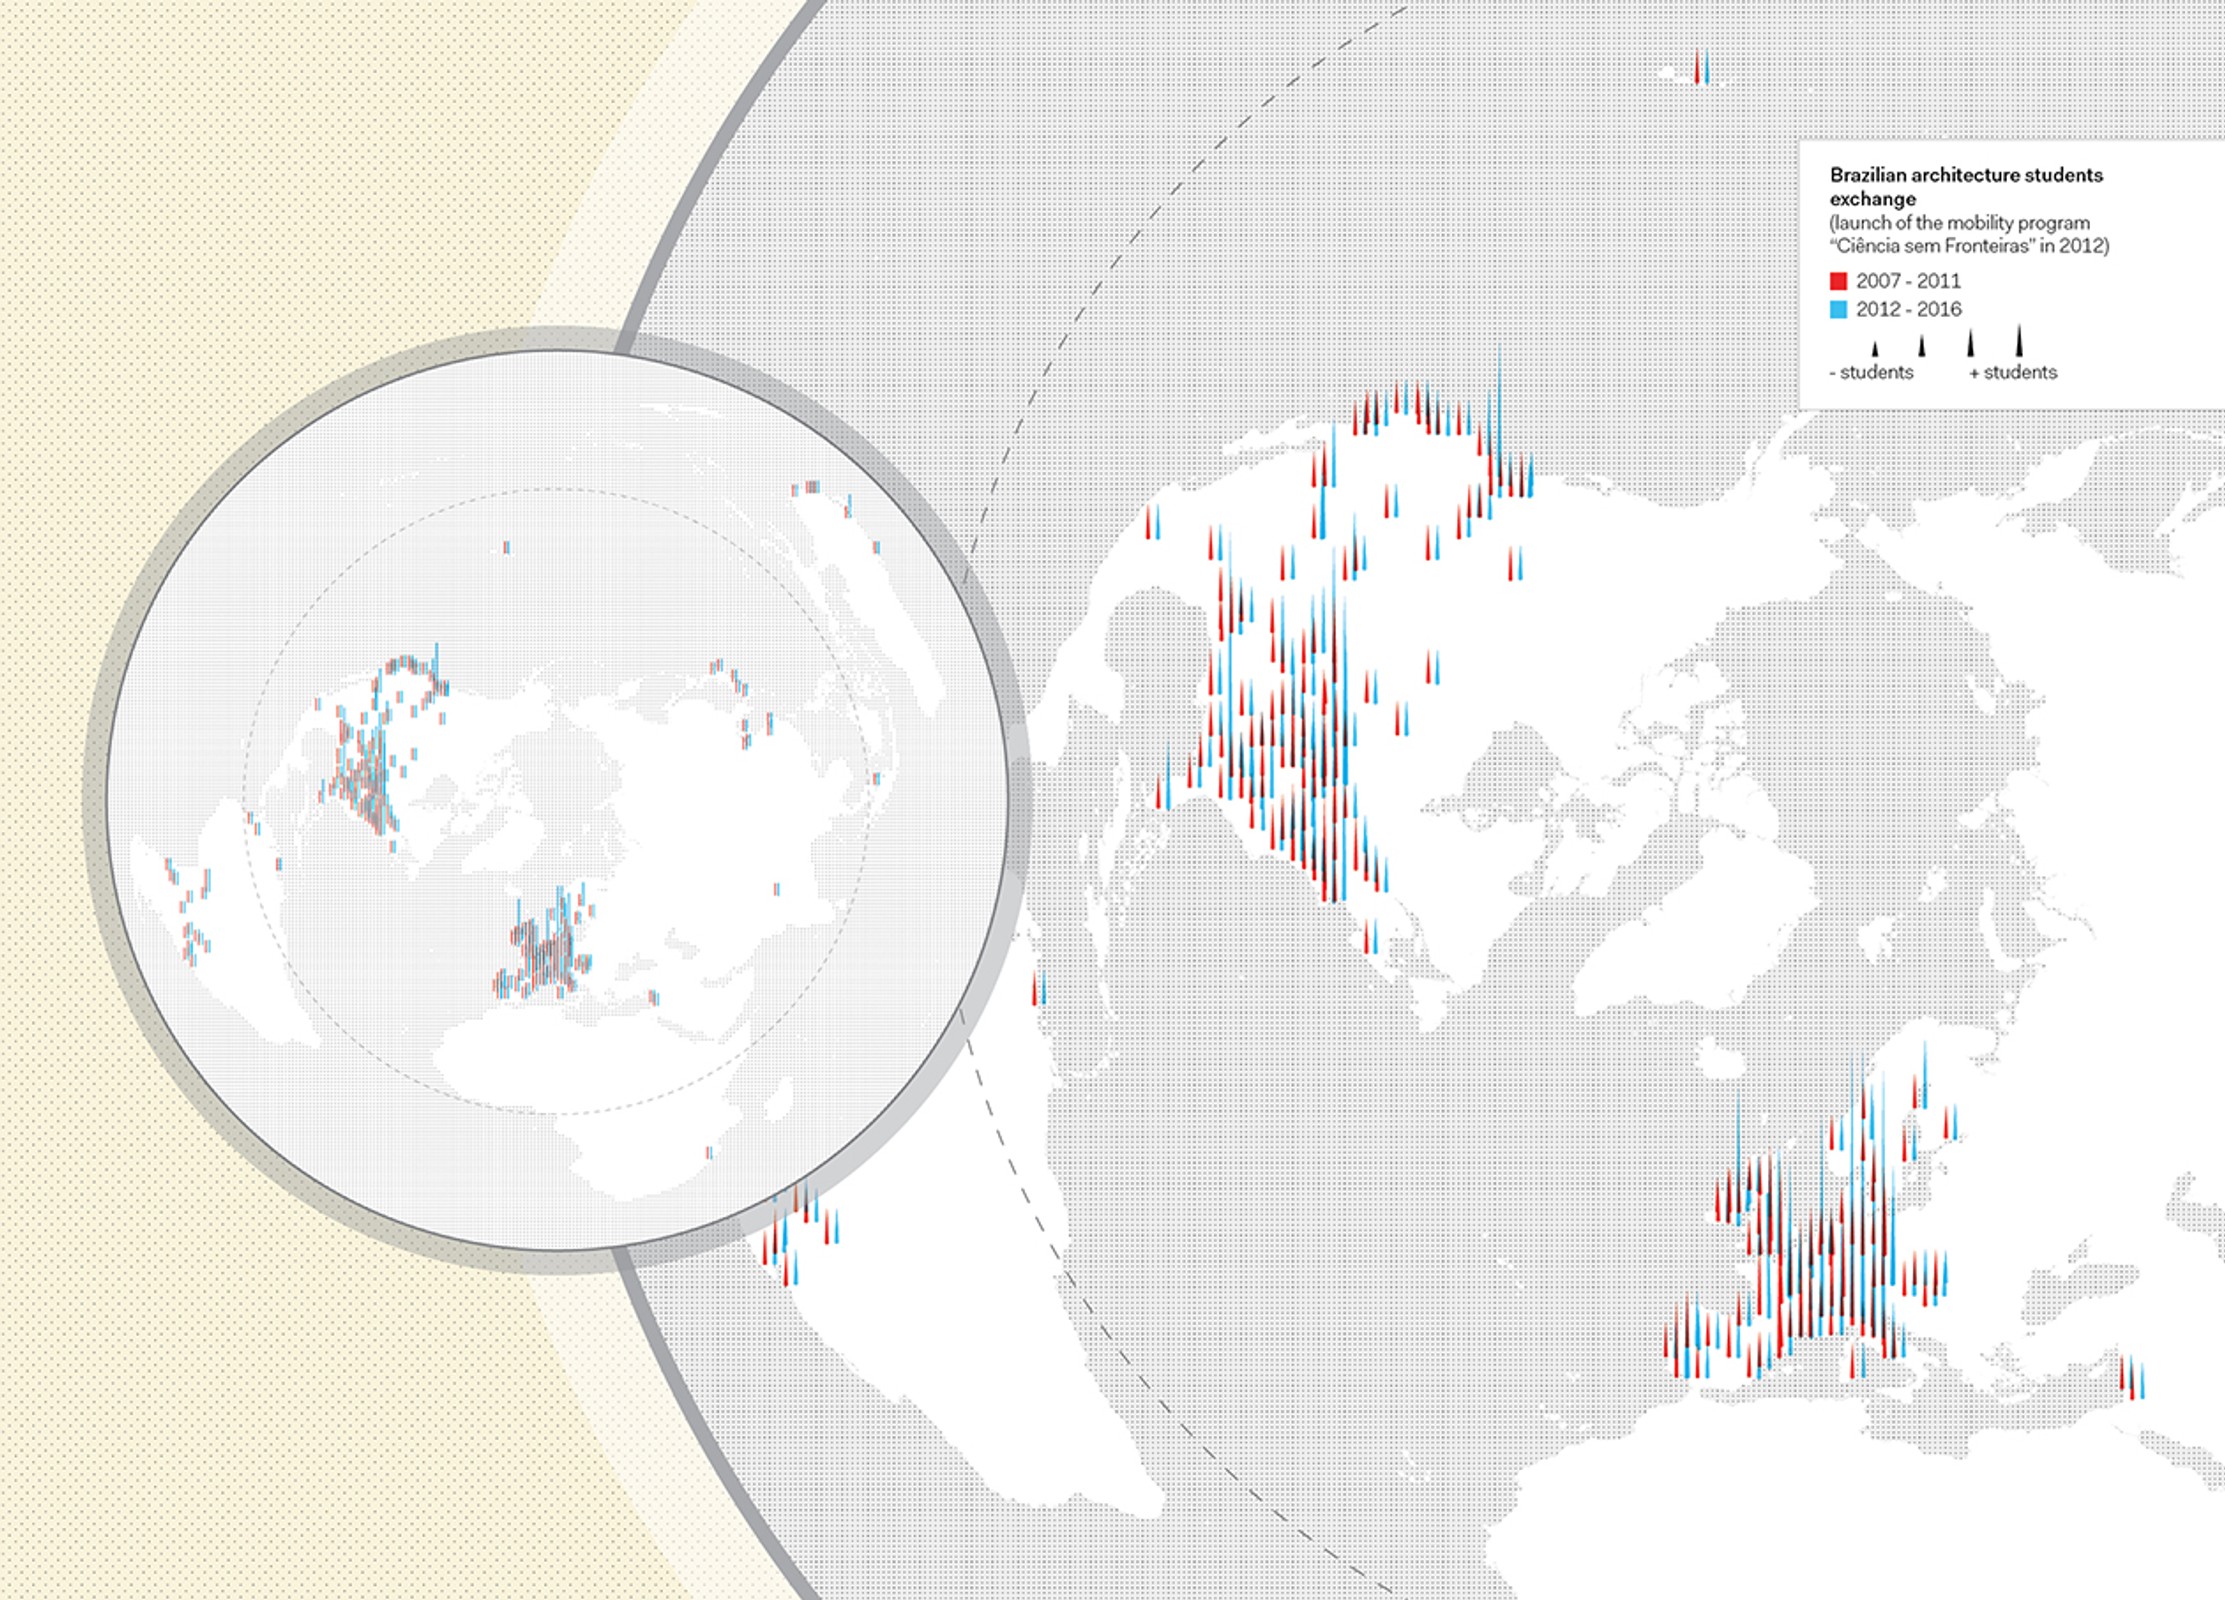 Brazilian architecture students
exchange
(launch of the mobility program
“Ciência sem Fronteiras” in 2012)
2007 - 2011
2012 - 2016
- students + students